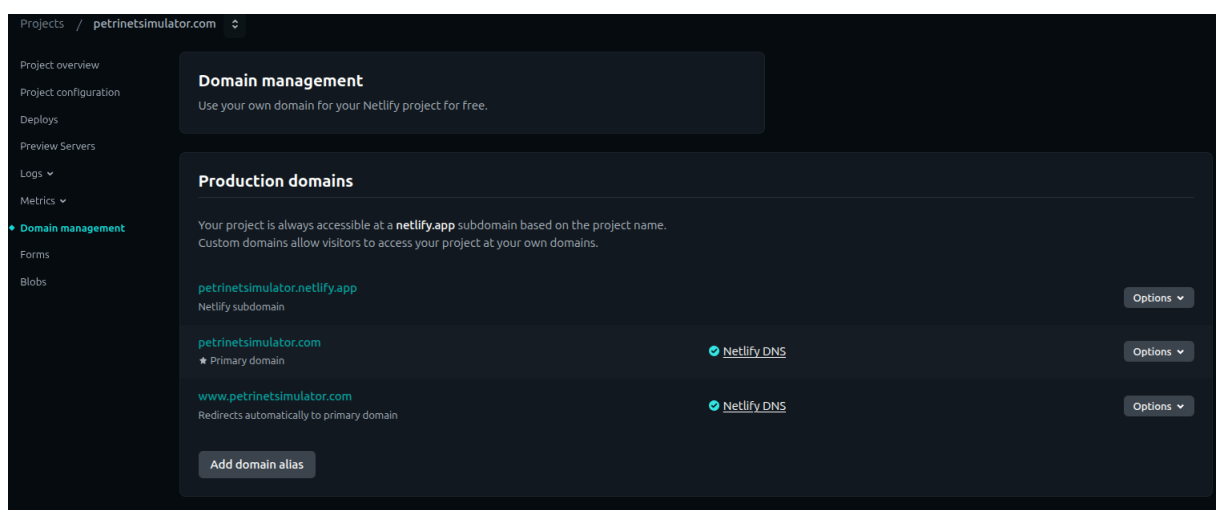 Projects / petrinetsimulator.com
Project overview
Project configuration
Deploys
Preview Servers
Logs
Metrics
Domain management
Forms
Blobs
Domain management
Use your own domain for your Netlify project for free.
Production domains
Your project is always accessible at a netlify.app subdomain based on the project name.
Custom domains allow visitors to access your project at your own domains.
petrinetsimulator.netlify.app
Netlify subdomain
Options
petrinetsimulator.com
★ Primary domain
Netlify DNS
Options
www.petrinetsimulator.com
Redirects automatically to primary domain
Netlify DNS
Options
Add domain alias